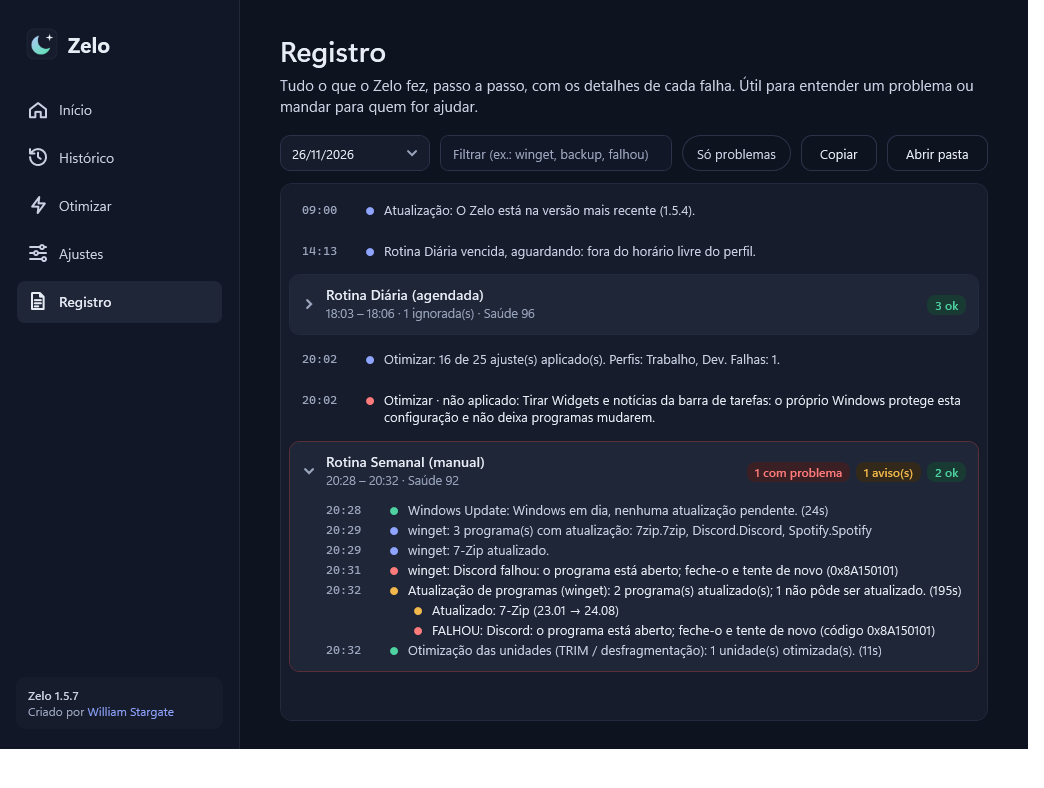 Zelo
Início
Histórico
Otimizar
Ajustes
Registro
Zelo 1.5.7
Criado por William Stargate
Registro
Tudo o que o Zelo fez, passo a passo, com os detalhes de cada falha. Útil para entender um problema ou
mandar para quem for ajudar.
26/11/2026
Filtrar (ex.: winget, backup, falhou)
Só problemas
Copiar
Abrir pasta
09:00 Atualização: O Zelo está na versão mais recente (1.5.4).
14:13 Rotina Diária vencida, aguardando: fora do horário livre do perfil.
Rotina Diária (agendada)
18:03 – 18:06 · 1 ignorada(s) · Saúde 96
3 ok
20:02 Otimizar: 16 de 25 ajuste(s) aplicado(s). Perfis: Trabalho, Dev. Falhas: 1.
20:02 Otimizar · não aplicado: Tirar Widgets e notícias da barra de tarefas: o próprio Windows protege esta
configuração e não deixa programas mudarem.
Rotina Semanal (manual)
20:28 – 20:32 · Saúde 92
1 com problema
1 aviso(s)
2 ok
20:28 Windows Update: Windows em dia, nenhuma atualização pendente. (24s)
20:29 winget: 3 programa(s) com atualização: 7zip.7zip, Discord.Discord, Spotify.Spotify
20:29 winget: 7-Zip atualizado.
20:31 winget: Discord falhou: o programa está aberto; feche-o e tente de novo (0x8A150101)
20:32 Atualização de programas (winget): 2 programa(s) atualizado(s); 1 não pôde ser atualizado. (195s)
Atualizado: 7-Zip (23.01 → 24.08)
FALHOU: Discord: o programa está aberto; feche-o e tente de novo (código 0x8A150101)
20:32 Otimização das unidades (TRIM / desfragmentação): 1 unidade(s) otimizada(s). (11s)